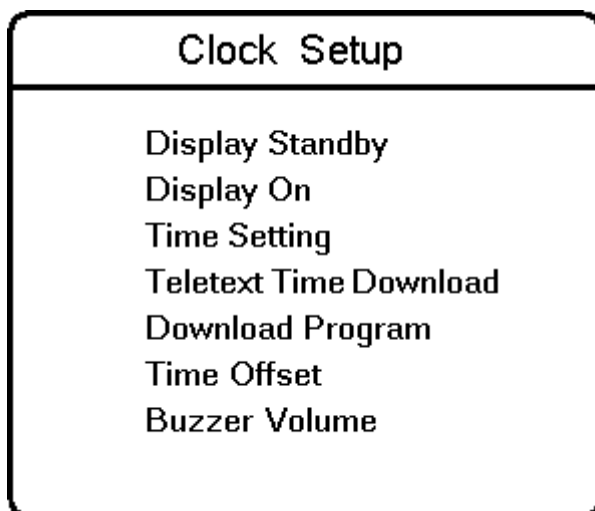 Clock Setup
Display Standby
Display On
Time Setting
Teletext Time Download
Download Program
Time Offset
Buzzer Volume